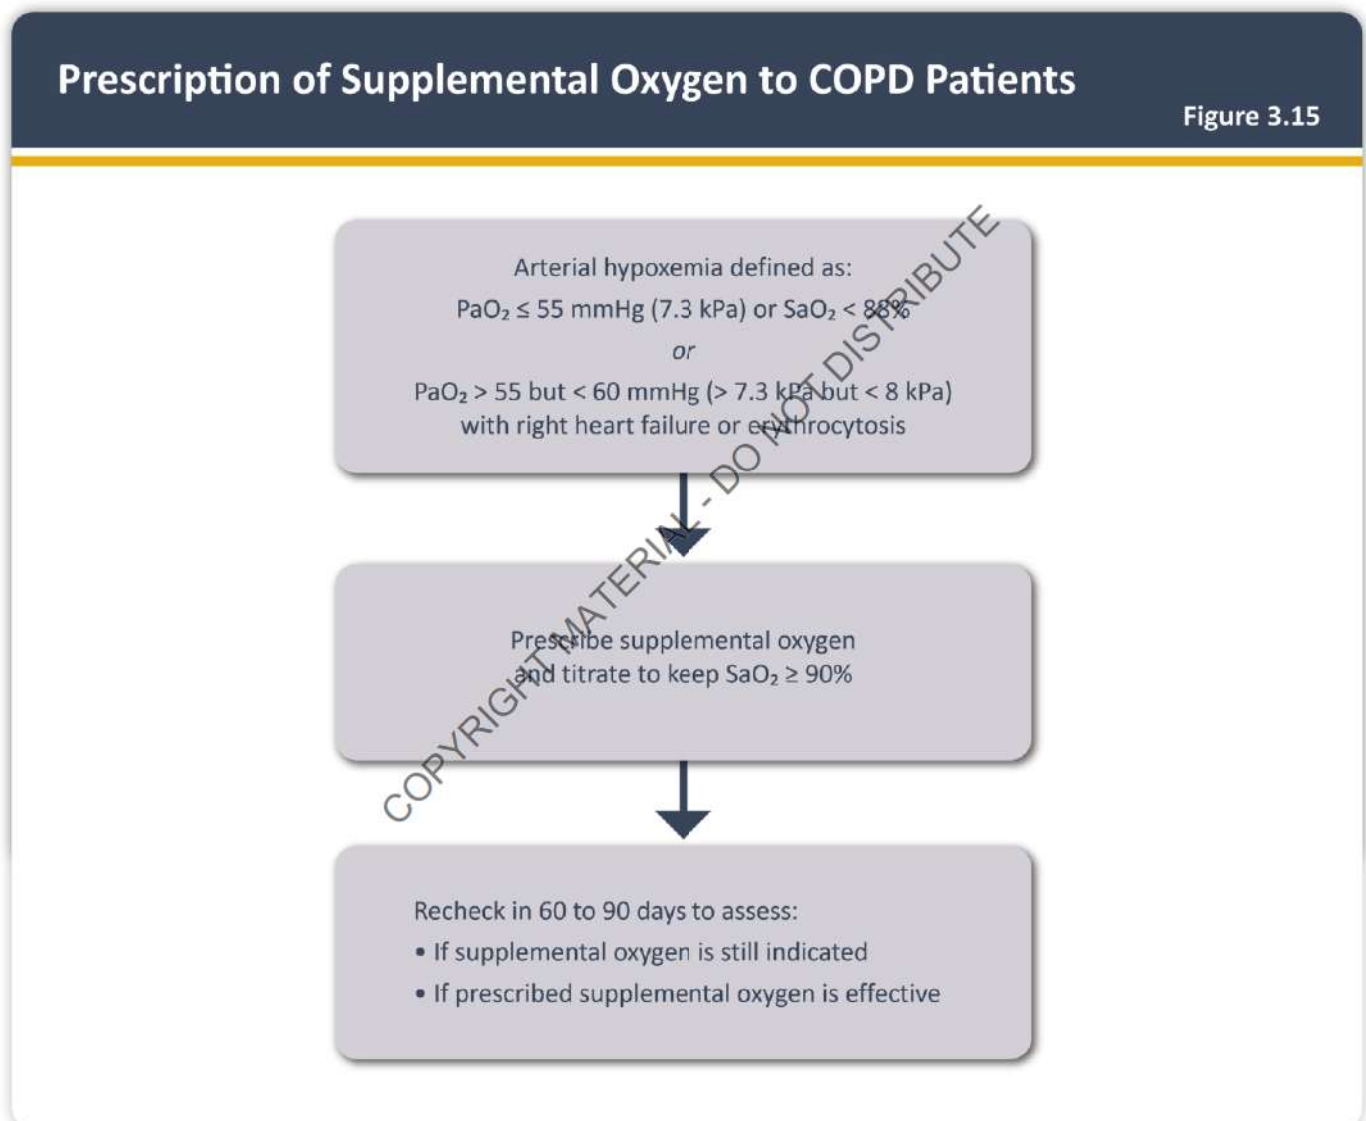 Prescription of Supplemental Oxygen to COPD Patients
Figure 3.15
Arterial hypoxemia defined as:
PaO₂ ≤ 55 mmHg (7.3 kPa) or SaO₂ < 88%
or
PaO₂ > 55 but < 60 mmHg (> 7.3 kPa but < 8 kPa)
with right heart failure or erythrocytosis
Prescribe supplemental oxygen
and titrate to keep SaO₂ ≥ 90%
Recheck in 60 to 90 days to assess:
• If supplemental oxygen is still indicated
• If prescribed supplemental oxygen is effective
COPYRIGHT MATERIAL - DO NOT DISTRIBUTE